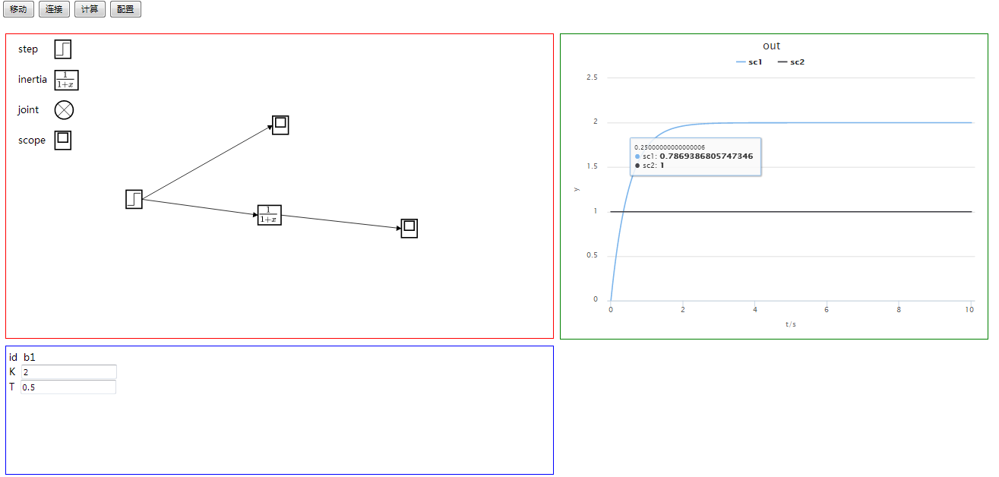 移动 连接 计算 配置
step
inertia 1 1+x
joint
scope
1 1+x
id b1
K 2
T 0.5
out
sc1 sc2
2.5
2
1.5
1
0.5
0
y
0.25000000000000006
sc1: 0.7869386805747346
sc2: 1
0 2 4 6 8 10
t/s